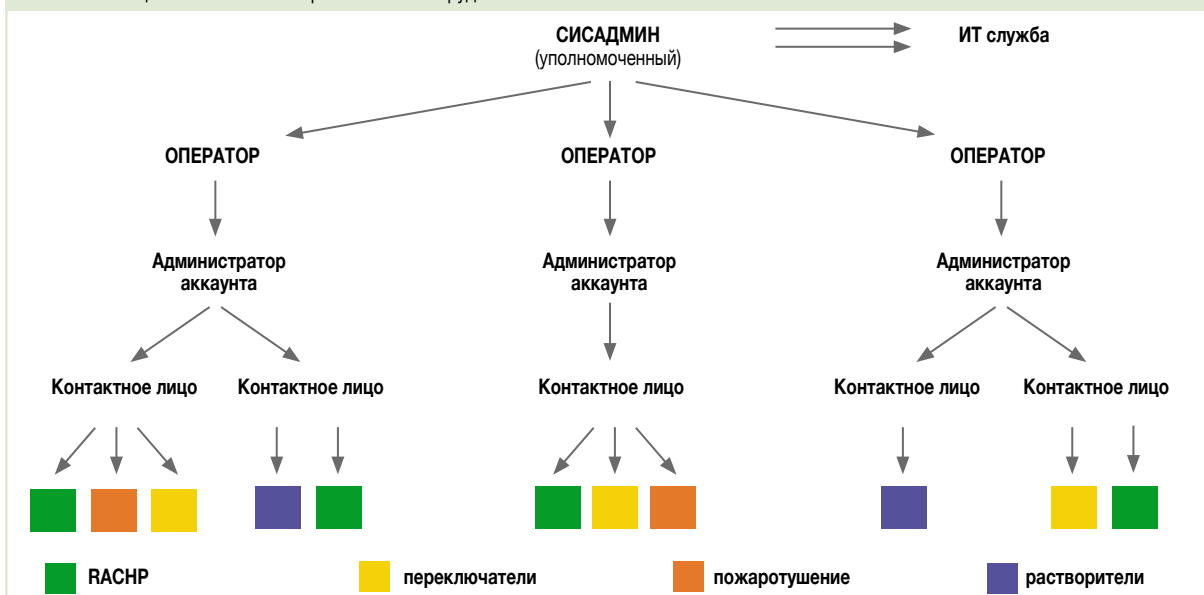 СИСАДМИН
(уполномоченный)
ИТ служба
ОПЕРАТОР
ОПЕРАТОР
ОПЕРАТОР
Администратор
аккаунта
Администратор
аккаунта
Администратор
аккаунта
Контактное лицо
Контактное лицо
Контактное лицо
Контактное лицо
Контактное лицо
RACHP
переключатели
пожаротушение
растворители